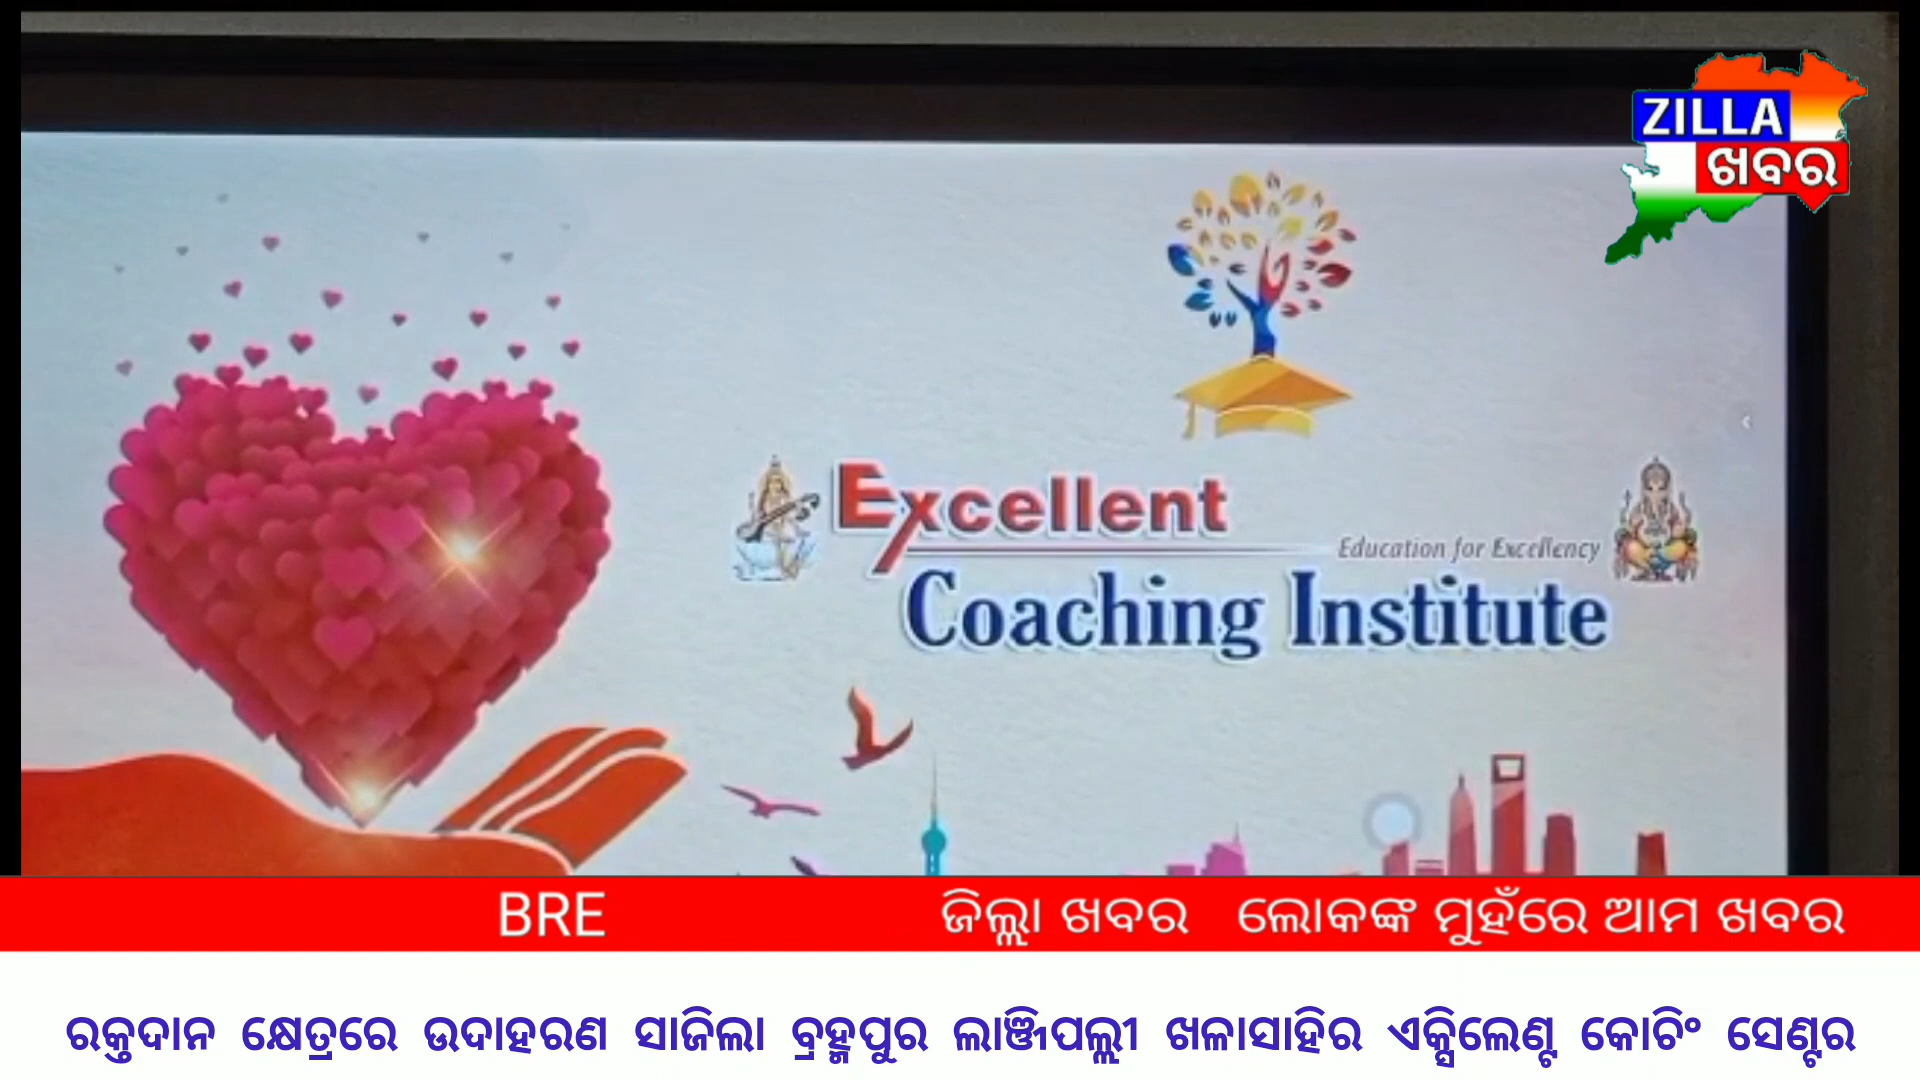 ZILLA
ଖବର
Excellent
Education for Excellency
Coaching Institute
BRE
ଜିଲ୍ଲା ଖବର ଲୋକଙ୍କ ମୁହଁରେ ଆମ ଖବର
ରକ୍ତଦାନ କ୍ଷେତ୍ରରେ ଉଦାହରଣ ସାଜିଲା ବ୍ରହ୍ମପୁର ଲାଞ୍ଜିପଲ୍ଲୀ ଖଳାସାହିର ଏକ୍ସିଲେଣ୍ଟ କୋଚିଂ ସେଣ୍ଟର